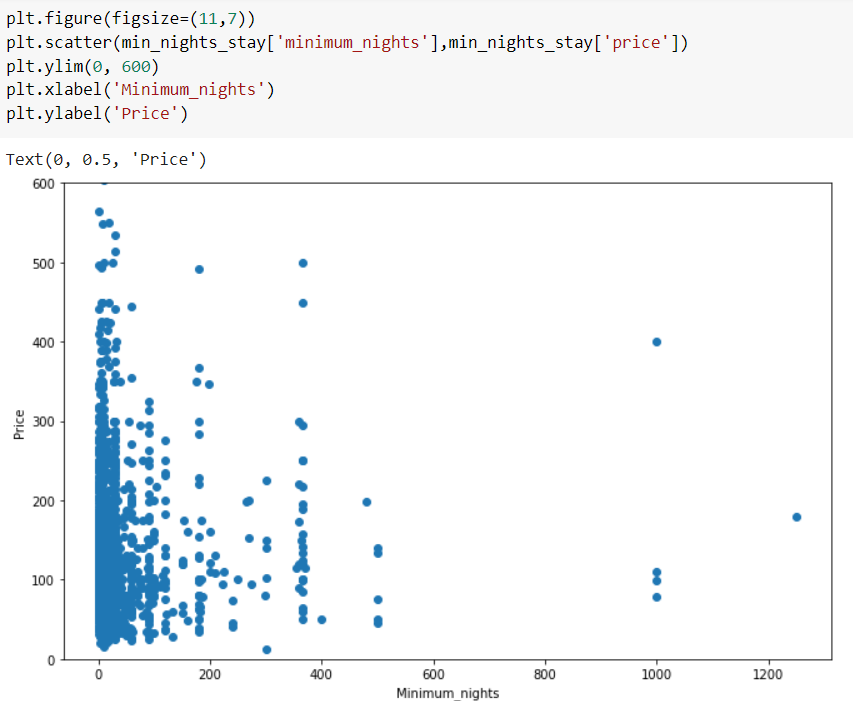 plt.figure(figsize=(11,7))
plt.scatter(min_nights_stay['minimum_nights'],min_nights_stay['price'])
plt.ylim(0, 600)
plt.xlabel('Minimum_nights')
plt.ylabel('Price')
Text(0, 0.5, 'Price')
600
500
400
300
200
100
0
Price
0 200 400 600 800 1000 1200
Minimum_nights